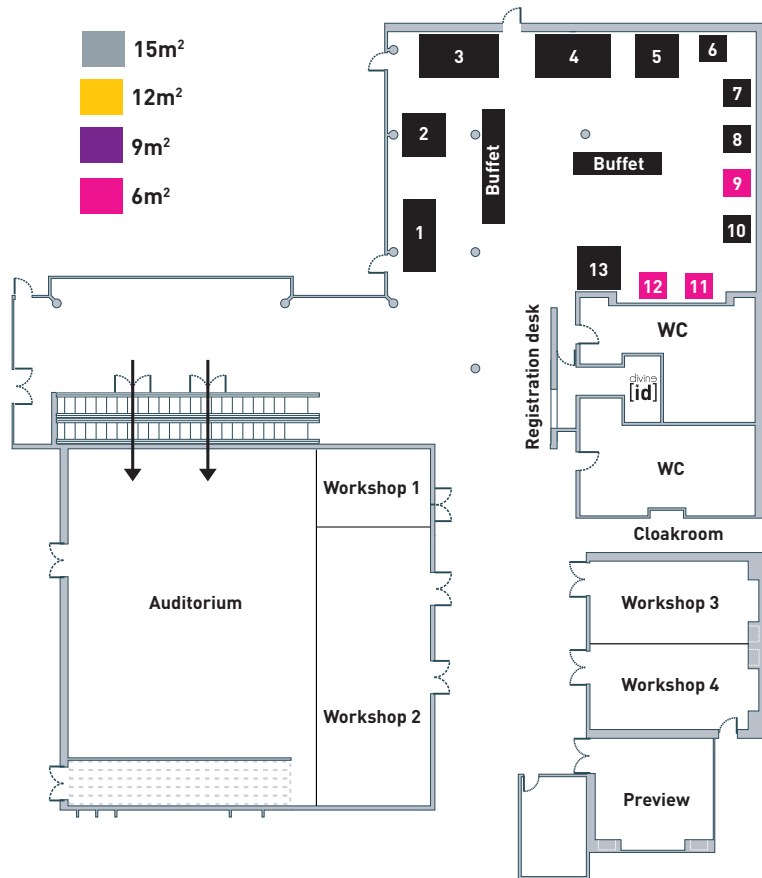 15m²
12m²
9m²
6m²
3
4
5
6
7
2
8
Buffet
Buffet
9
1
10
13
12
11
WC
Registration desk
divine
[id]
WC
Workshop 1
Cloakroom
Auditorium
Workshop 3
Workshop 4
Workshop 2
Preview